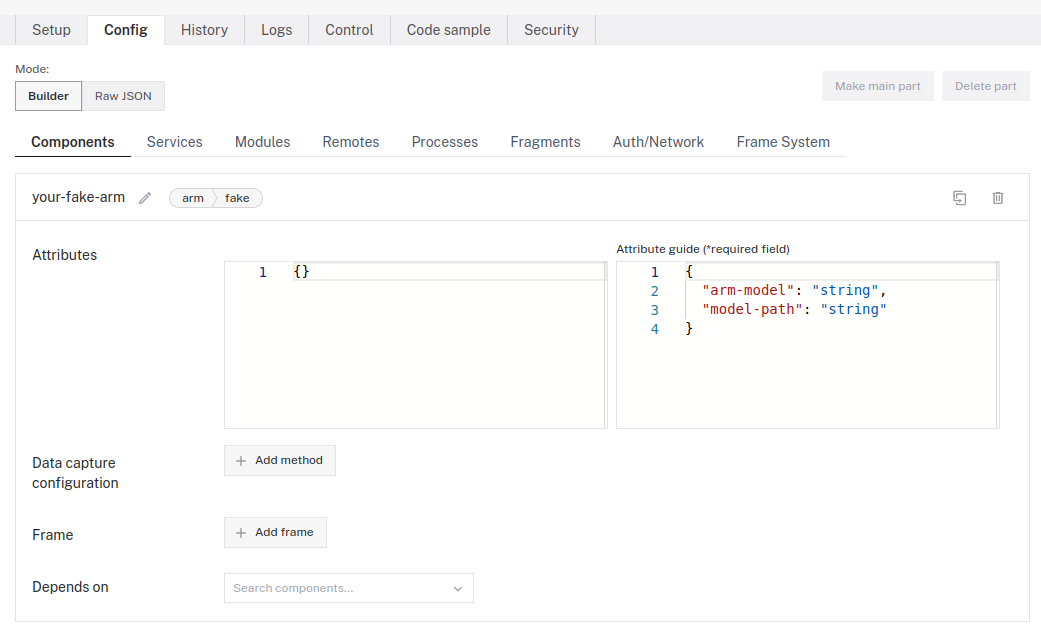 Setup Config History Logs Control Code sample Security
Mode:
Builder Raw JSON
Make main part Delete part
Components Services Modules Remotes Processes Fragments Auth/Network Frame System
your-fake-arm arm fake
Attributes
Attribute guide (*required field)
1 {}
1 {
2 "arm-model": "string",
3 "model-path": "string"
4 }
Data capture
configuration
+ Add method
Frame
+ Add frame
Depends on
Search components...